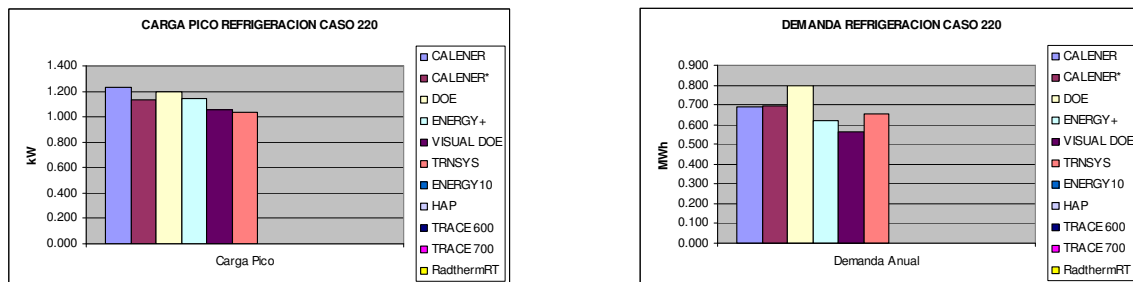 CARGA PICO REFRIGERACION CASO 220
1.400
1.200
1.000
0.800
0.600
0.400
0.200
0.000
kW
Carga Pico
CALENER
CALENER*
DOE
ENERGY+
VISUAL DOE
TRNSYS
ENERGY10
HAP
TRACE 600
TRACE 700
RadthermRT
DEMANDA REFRIGERACION CASO 220
0.900
0.800
0.700
0.600
0.500
0.400
0.300
0.200
0.100
0.000
MWh
Demanda Anual
CALENER
CALENER*
DOE
ENERGY+
VISUAL DOE
TRNSYS
ENERGY10
HAP
TRACE 600
TRACE 700
RadthermRT